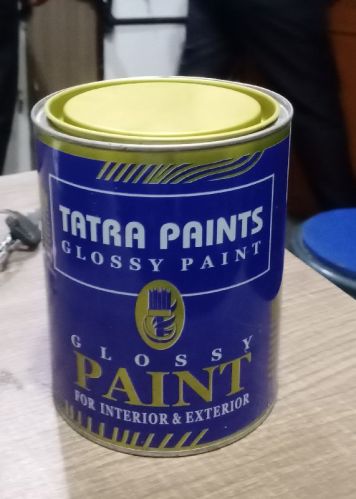 TATRA PAINTS
GLOSSY PAINT
GLOSSY
PAINT
FOR INTERIOR & EXTERIOR